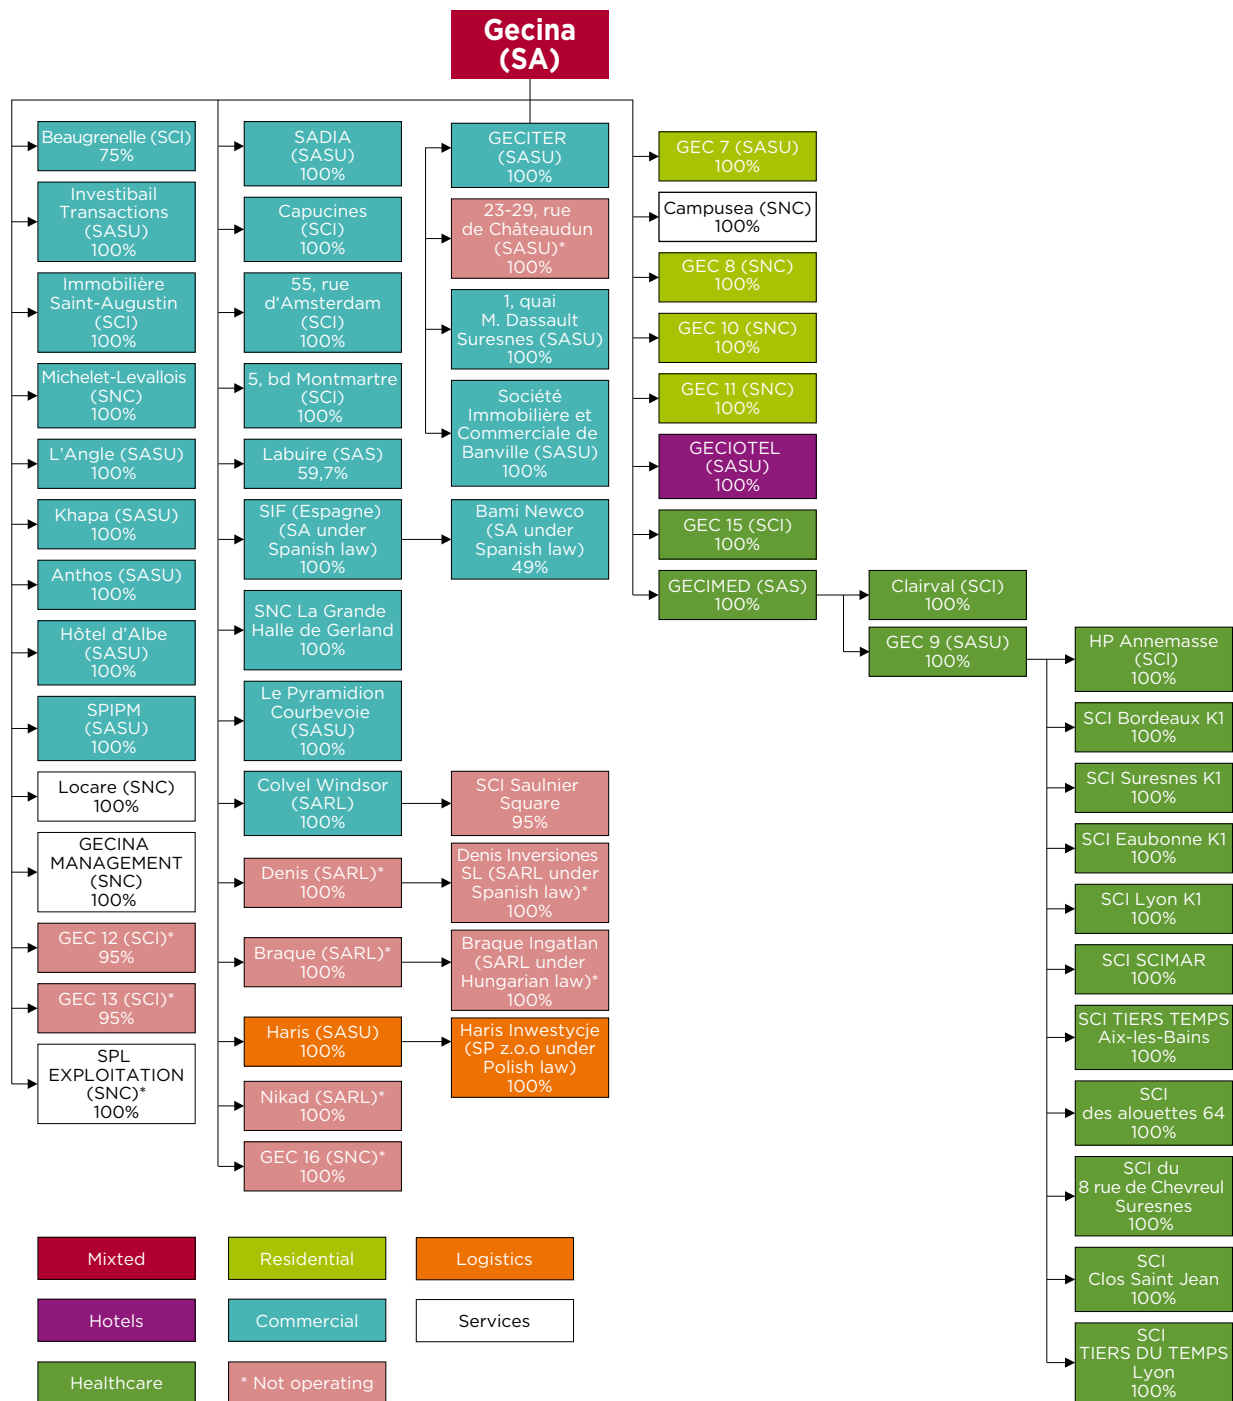 Gecina
(SA)
Beaugrenelle (SCI)
75%
Investibail
Transactions
(SASU)
100%
Immobilière
Saint-Augustin
(SCI)
100%
Michelet-Levallois
(SNC)
100%
L'Angle (SASU)
100%
Khapa (SASU)
100%
Anthos (SASU)
100%
Hôtel d'Albe
(SASU)
100%
SPIPM
(SASU)
100%
Locare (SNC)
100%
GECINA
MANAGEMENT
(SNC)
100%
GEC 12 (SCI)*
95%
GEC 13 (SCI)*
95%
SPL
EXPLOITATION
(SNC)*
100%
SADIA
(SASU)
100%
Capucines
(SCI)
100%
55, rue
d'Amsterdam
(SCI)
100%
5, bd Montmartre
(SCI)
100%
Labuire (SAS)
59,7%
SIF (Espagne)
(SA under
Spanish law)
100%
SNC La Grande
Halle de Gerland
100%
Le Pyramidion
Courbevoie
(SASU)
100%
Colvel Windsor
(SARL)
100%
Denis (SARL)*
100%
Braque (SARL)*
100%
Haris (SASU)
100%
Nikad (SARL)*
100%
GEC 16 (SNC)*
100%
GECITER
(SASU)
100%
23-29, rue
de Châteaudun
(SASU)*
100%
1, quai
M. Dassault
Suresnes (SASU)
100%
Société
Immobilière et
Commerciale de
Banville (SASU)
100%
Bami Newco
(SA under
Spanish law)
49%
SCI Saulnier
Square
95%
Denis Inversiones
SL (SARL under
Spanish law)*
100%
Braque Ingatlan
(SARL under
Hungarian law)*
100%
Haris Inwestycje
(SP z.o.o under
Polish law)
100%
GEC 7 (SASU)
100%
Campusea (SNC)
100%
GEC 8 (SNC)
100%
GEC 10 (SNC)
100%
GEC 11 (SNC)
100%
GECIOTEL
(SASU)
100%
GEC 15 (SCI)
100%
GECIMED (SAS)
100%
Clairval (SCI)
100%
GEC 9 (SASU)
100%
HP Annemasse
(SCI)
100%
SCI Bordeaux K1
100%
SCI Suresnes K1
100%
SCI Eaubonne K1
100%
SCI Lyon K1
100%
SCI SCIMAR
100%
SCI TIERS TEMPS
Aix-les-Bains
100%
SCI
des alouettes 64
100%
SCI du
8 rue de Chevreul
Suresnes
100%
SCI
Clos Saint Jean
100%
SCI
TIERS DU TEMPS
Lyon
100%
Mixted
Residential
Logistics
Hotels
Commercial
Services
Healthcare
* Not operating